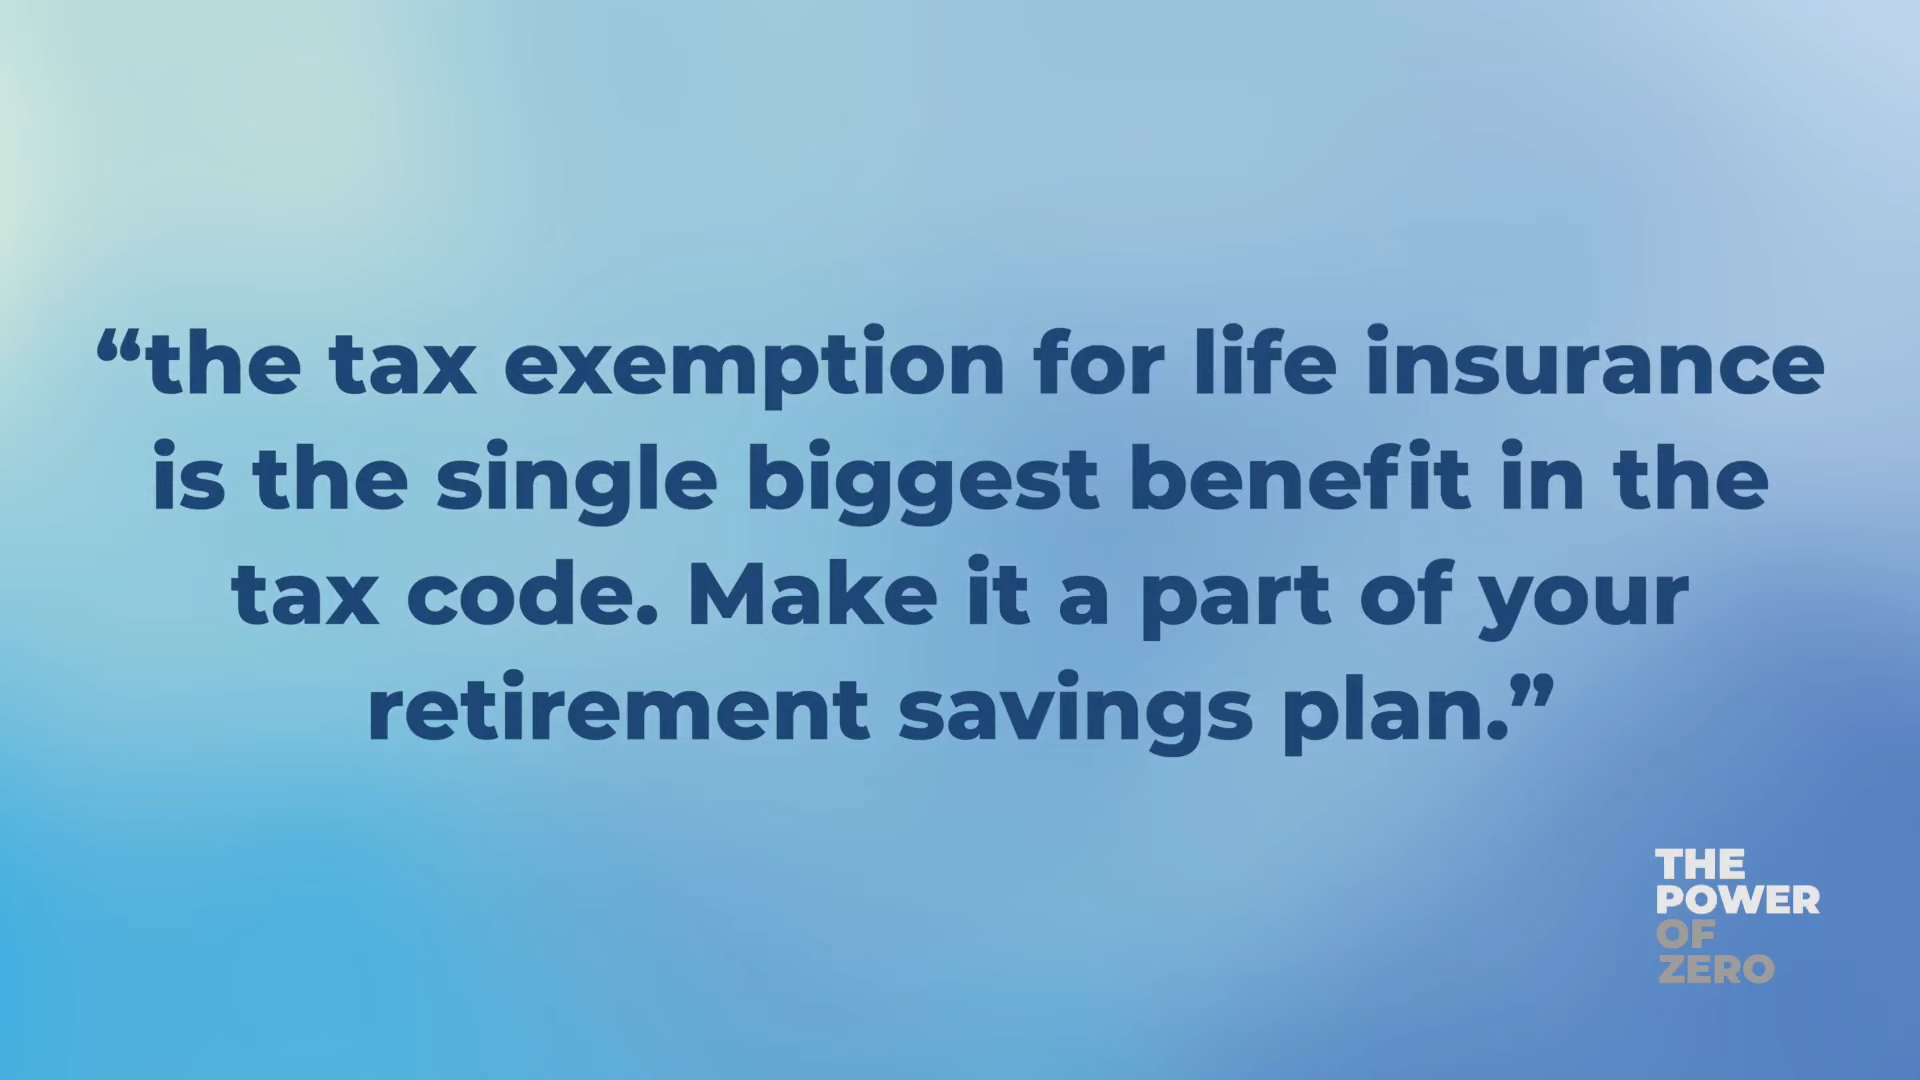 “the tax exemption for life insurance
is the single biggest benefit in the
tax code. Make it a part of your
retirement savings plan.”
THE
POWER
OF
ZERO